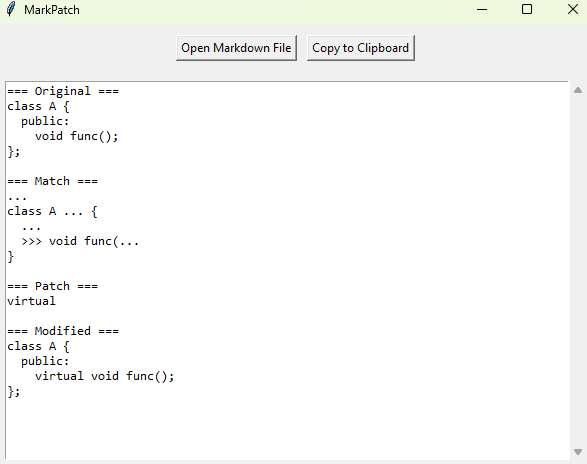 MarkPatch
Open Markdown File Copy to Clipboard
=== Original ===
class A {
  public:
    void func();
};

=== Match ===
...
class A ... {
  ...
  >>> void func(...
}

=== Patch ===
virtual

=== Modified ===
class A {
  public:
    virtual void func();
};